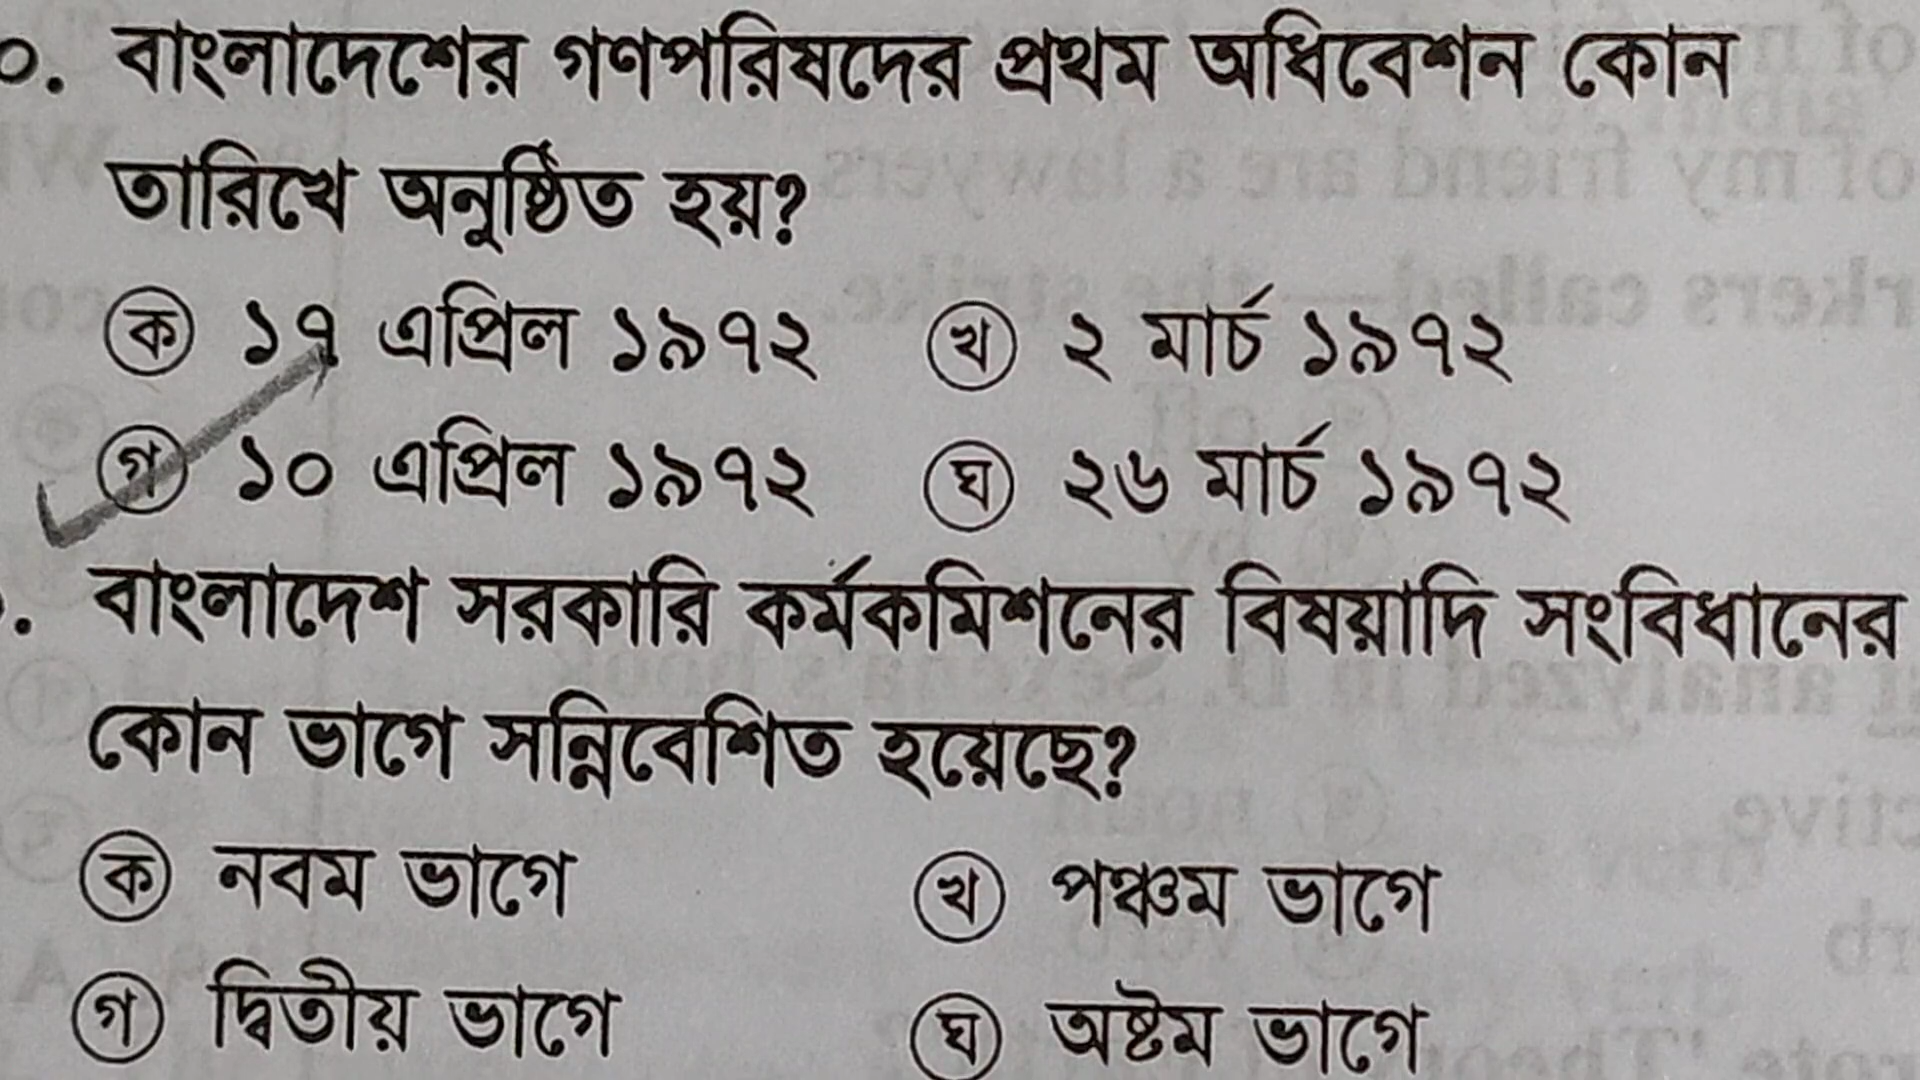 ০. বাংলাদেশের গণপরিষদের প্রথম অধিবেশন কোন
তারিখে অনুষ্ঠিত হয়?
ক ১৭ এপ্রিল ১৯৭২ খ ২ মার্চ ১৯৭২
গ ১০ এপ্রিল ১৯৭২ ঘ ২৬ মার্চ ১৯৭২
. বাংলাদেশ সরকারি কর্মকমিশনের বিষয়াদি সংবিধানের
কোন ভাগে সন্নিবেশিত হয়েছে?
ক নবম ভাগে খ পঞ্চম ভাগে
গ দ্বিতীয় ভাগে ঘ অষ্টম ভাগে